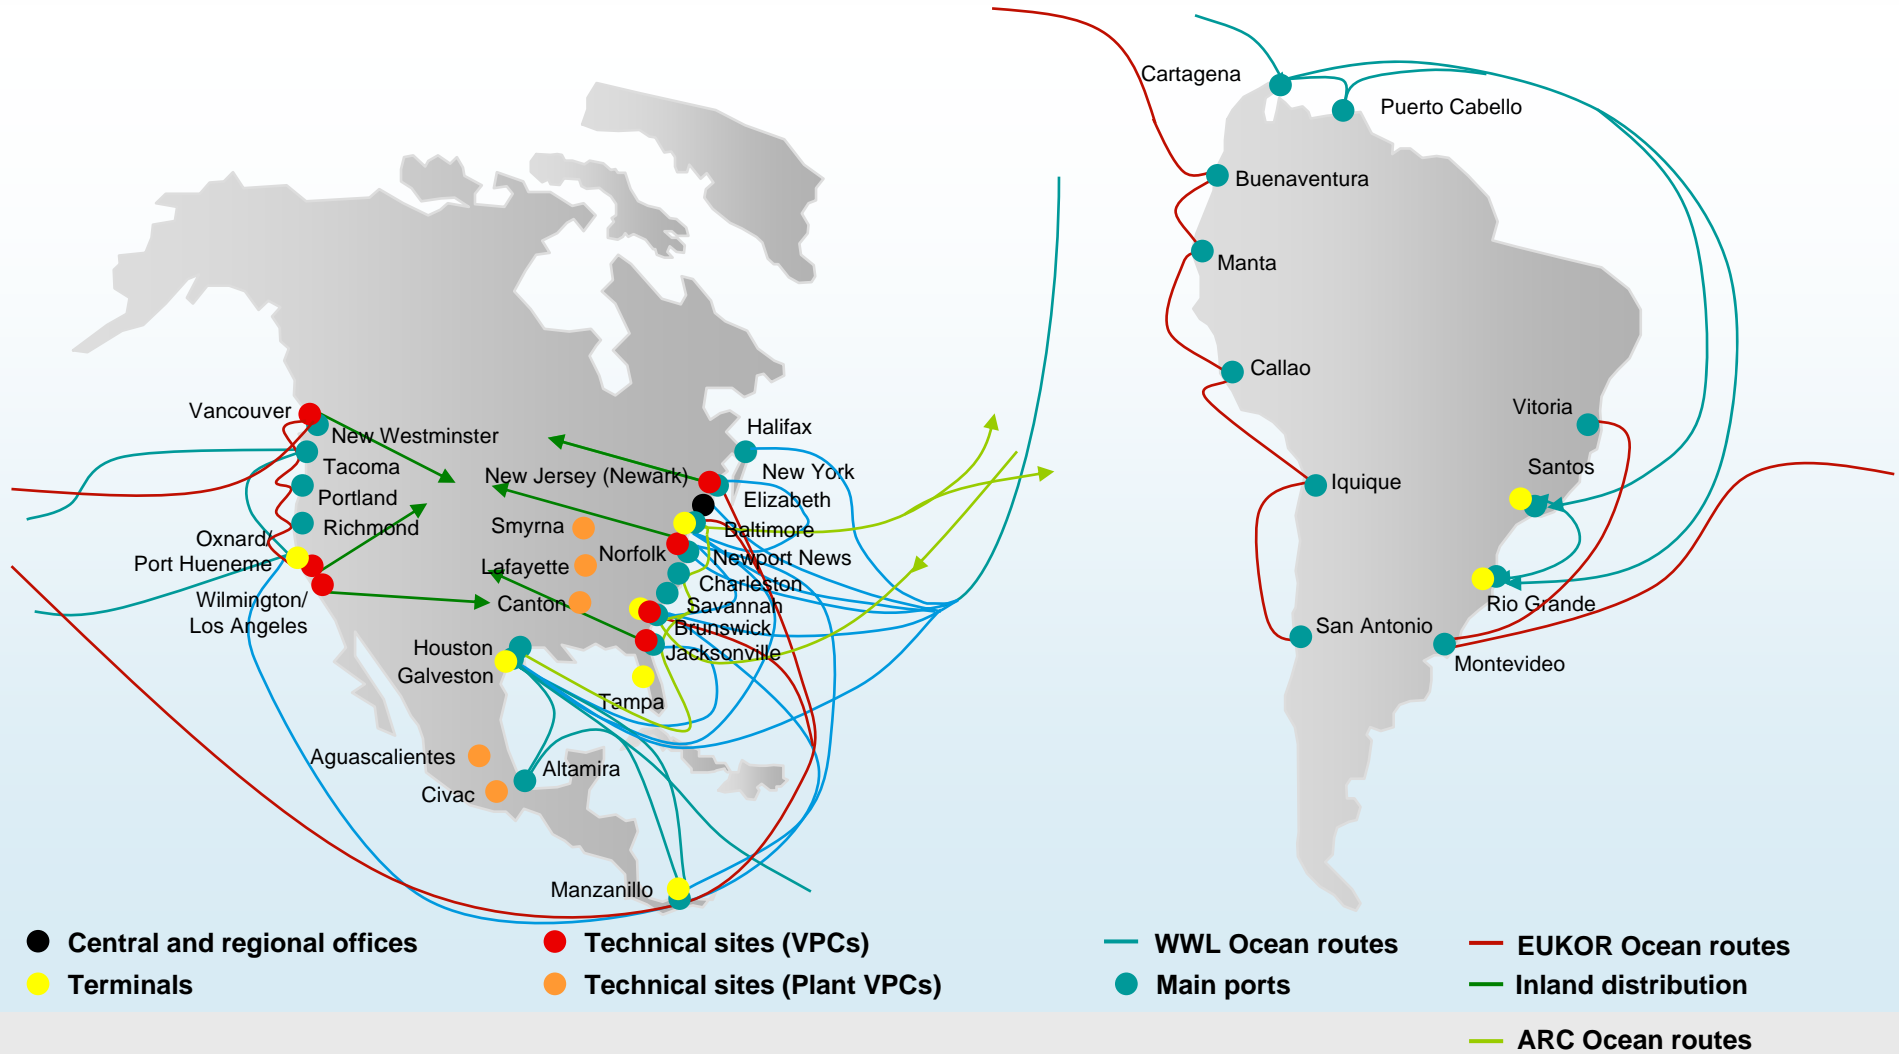 Cartagena
Puerto Cabello
Buenaventura
Manta
Callao
Vitoria
Santos
Iquique
Rio Grande
San Antonio
Montevideo
Vancouver
New Westminster
Tacoma
Portland
Richmond
Oxnard/
Port Hueneme
Wilmington/
Los Angeles
Halifax
New York
New Jersey (Newark)
Elizabeth
Smyrna
Baltimore
Norfolk
Newport News
Lafayette
Charleston
Canton
Savannah
Brunswick
Jacksonville
Houston
Galveston
Tampa
Aguascalientes
Altamira
Civac
Manzanillo
Central and regional offices
Terminals
Technical sites (VPCs)
Technical sites (Plant VPCs)
WWL Ocean routes
Main ports
EUKOR Ocean routes
Inland distribution
ARC Ocean routes